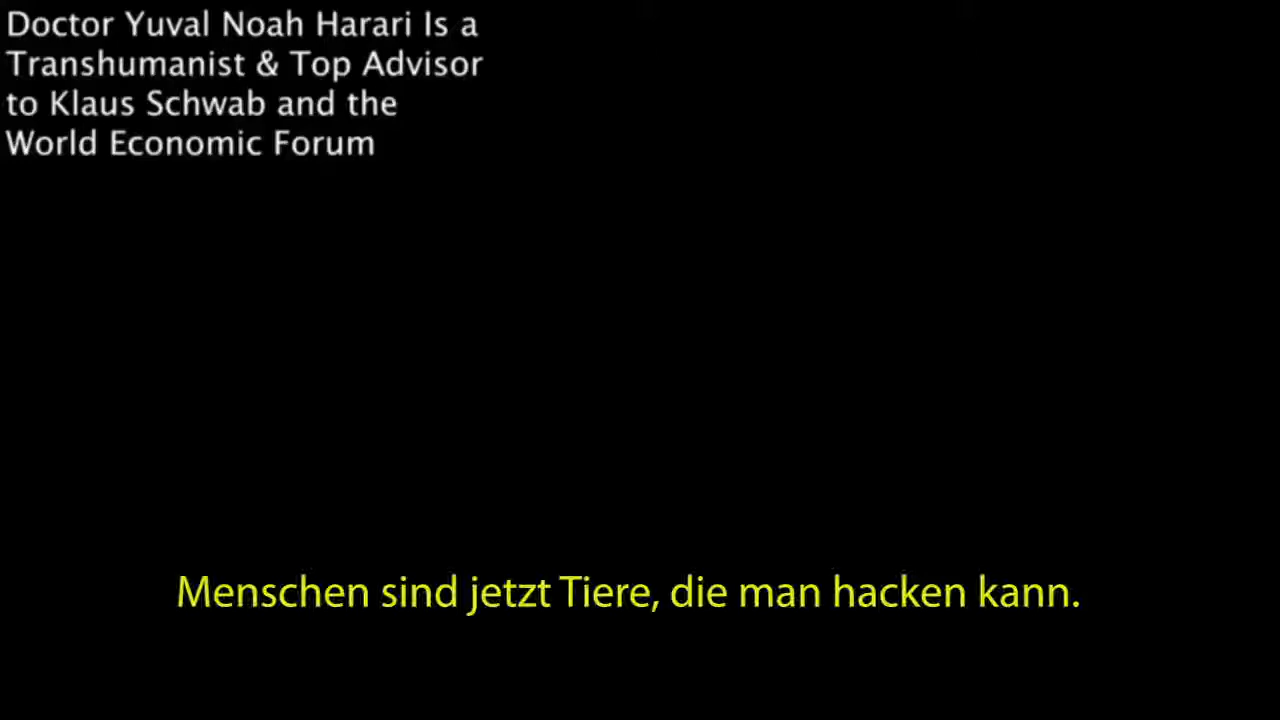 Doctor Yuval Noah Harari Is a
Transhumanist & Top Advisor
to Klaus Schwab and the
World Economic Forum
Menschen sind jetzt Tiere, die man hacken kann.